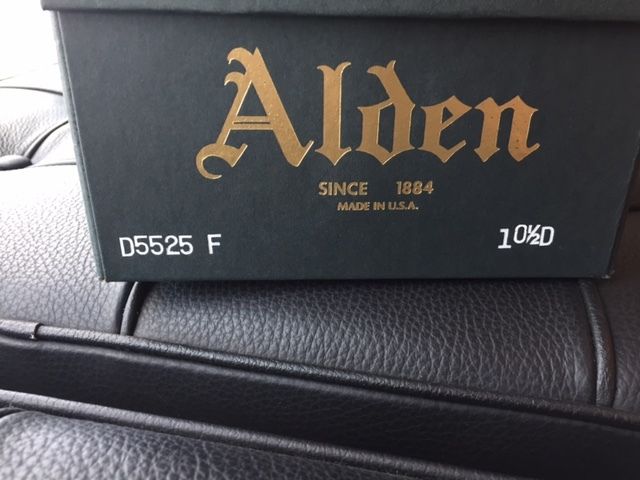 Alden
SINCE 1884
MADE IN U.S.A.
D5525 F 10½D